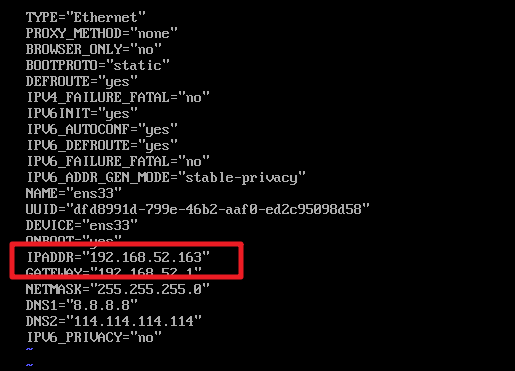 TYPE="Ethernet"
PROXY_METHOD="none"
BROWSER_ONLY="no"
BOOTPROTO="static"
DEFROUTE="yes"
IPV4_FAILURE_FATAL="no"
IPV6INIT="yes"
IPV6_AUTOCONF="yes"
IPV6_DEFROUTE="yes"
IPV6_FAILURE_FATAL="no"
IPV6_ADDR_GEN_MODE="stable-privacy"
NAME="ens33"
UUID="dfd8991d-799e-46b2-aaf0-ed2c95098d58"
DEVICE="ens33"
ONBOOT="yes"
IPADDR="192.168.52.163"
GATEWAY="192.168.52.1"
NETMASK="255.255.255.0"
DNS1="8.8.8.8"
DNS2="114.114.114.114"
IPV6_PRIVACY="no"
~
~